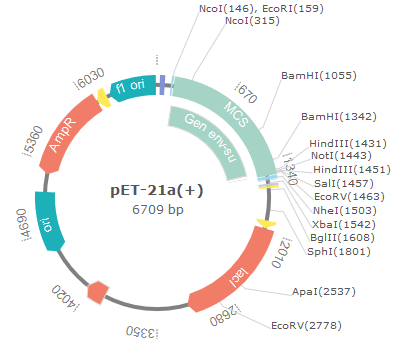 NcoI(146), EcoRI(159)
NcoI(315)
670
BamHI(1055)
BamHI(1342)
HindIII(1431)
NotI(1443)
HindIII(1451)
SalI(1457)
EcoRV(1463)
NheI(1503)
XbaI(1542)
BglII(1608)
SphI(1801)
1340
2010
ApaI(2537)
EcoRV(2778)
2680
3350
4020
4690
5360
6030
f1 ori
AmpR
ori
lacI
MCS
Gen env-su
pET-21a(+)
6709 bp